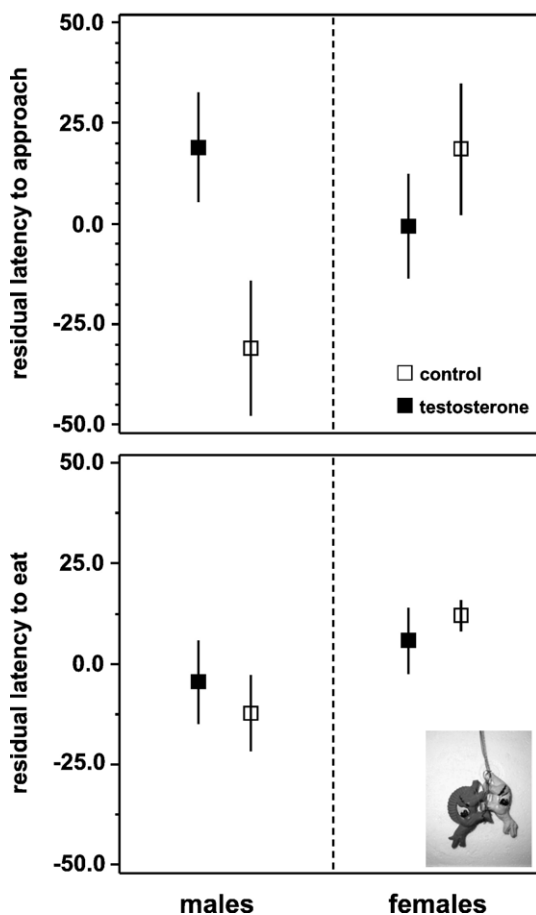 residual latency to approach
50.0
25.0
0.0
-25.0
-50.0
control
testosterone
residual latency to eat
50.0
25.0
0.0
-25.0
-50.0
males females